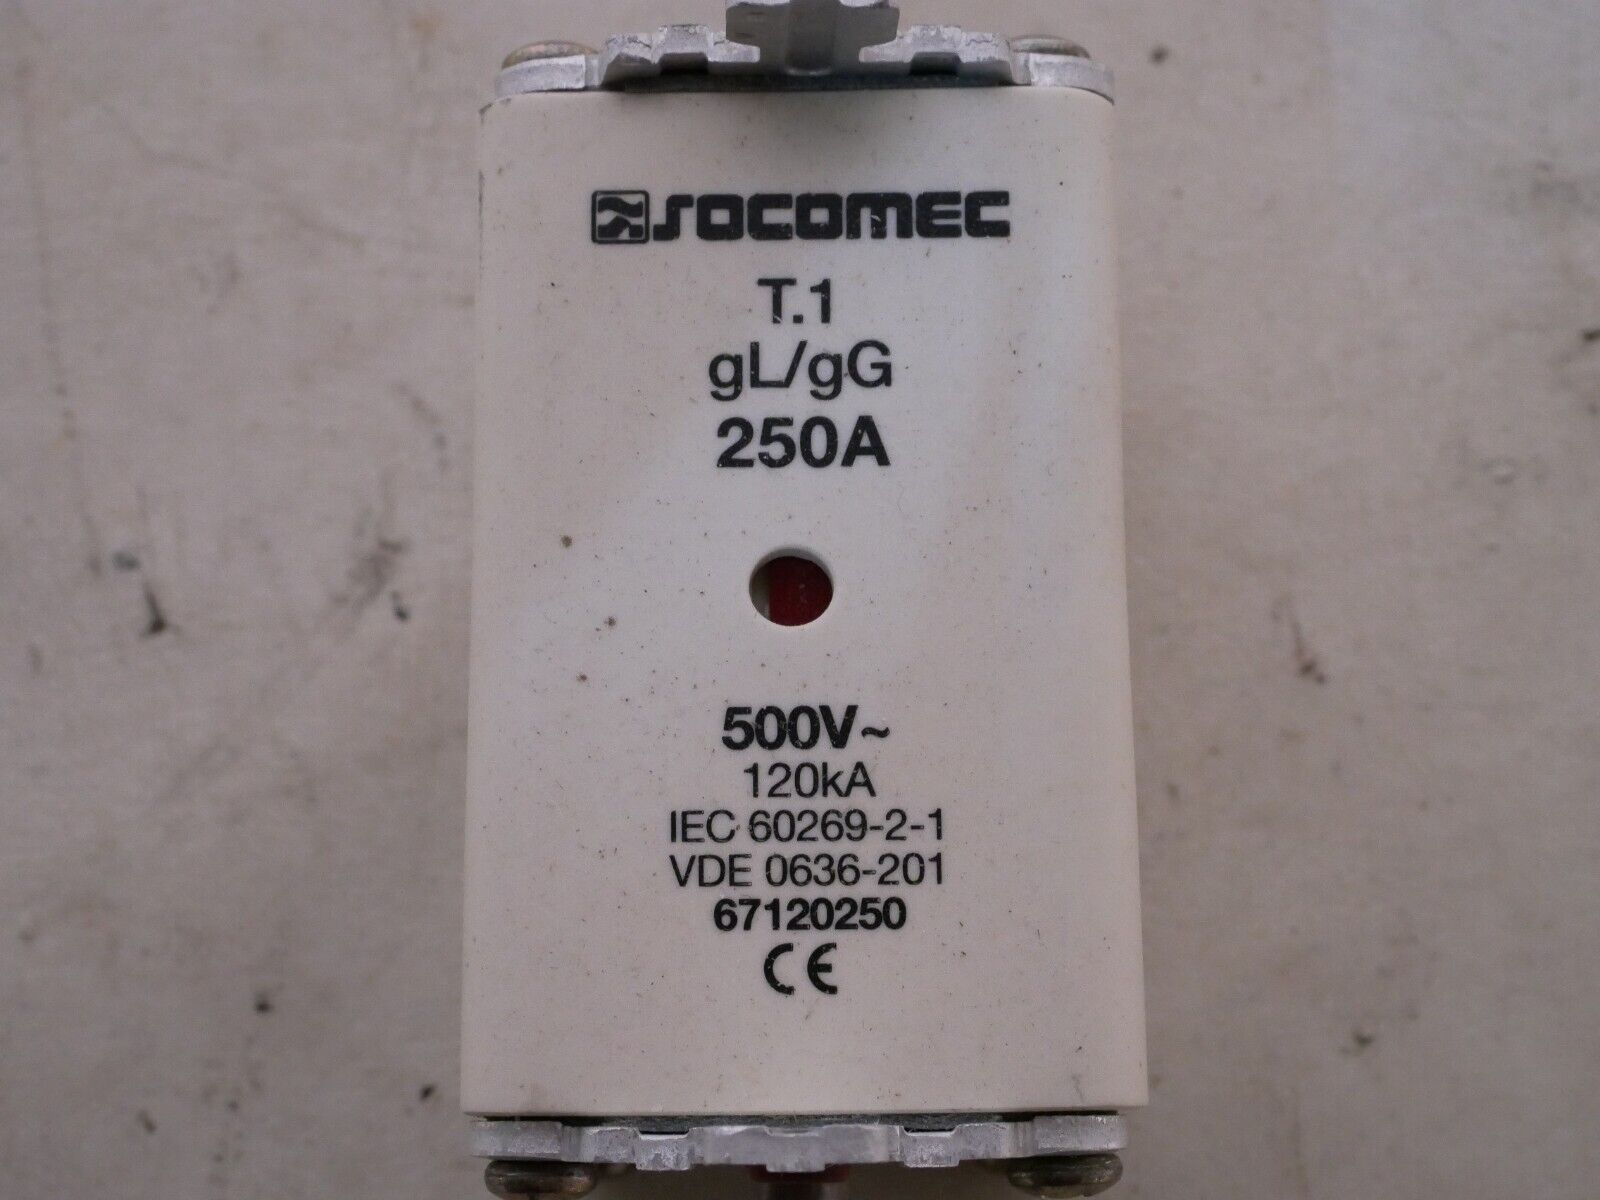 SOCOMEC
T.1
gL/gG
250A
500V~
120kA
IEC 60269-2-1
VDE 0636-201
67120250
CE